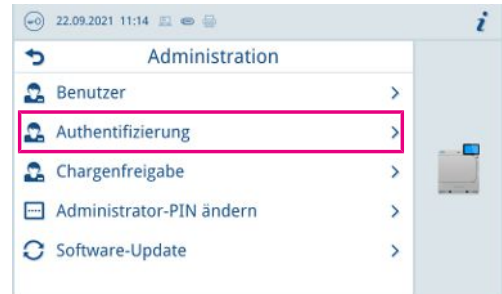 22.09.2021 11:14
i
Administration
Benutzer
Authentifizierung
Chargenfreigabe
Administrator-PIN ändern
Software-Update